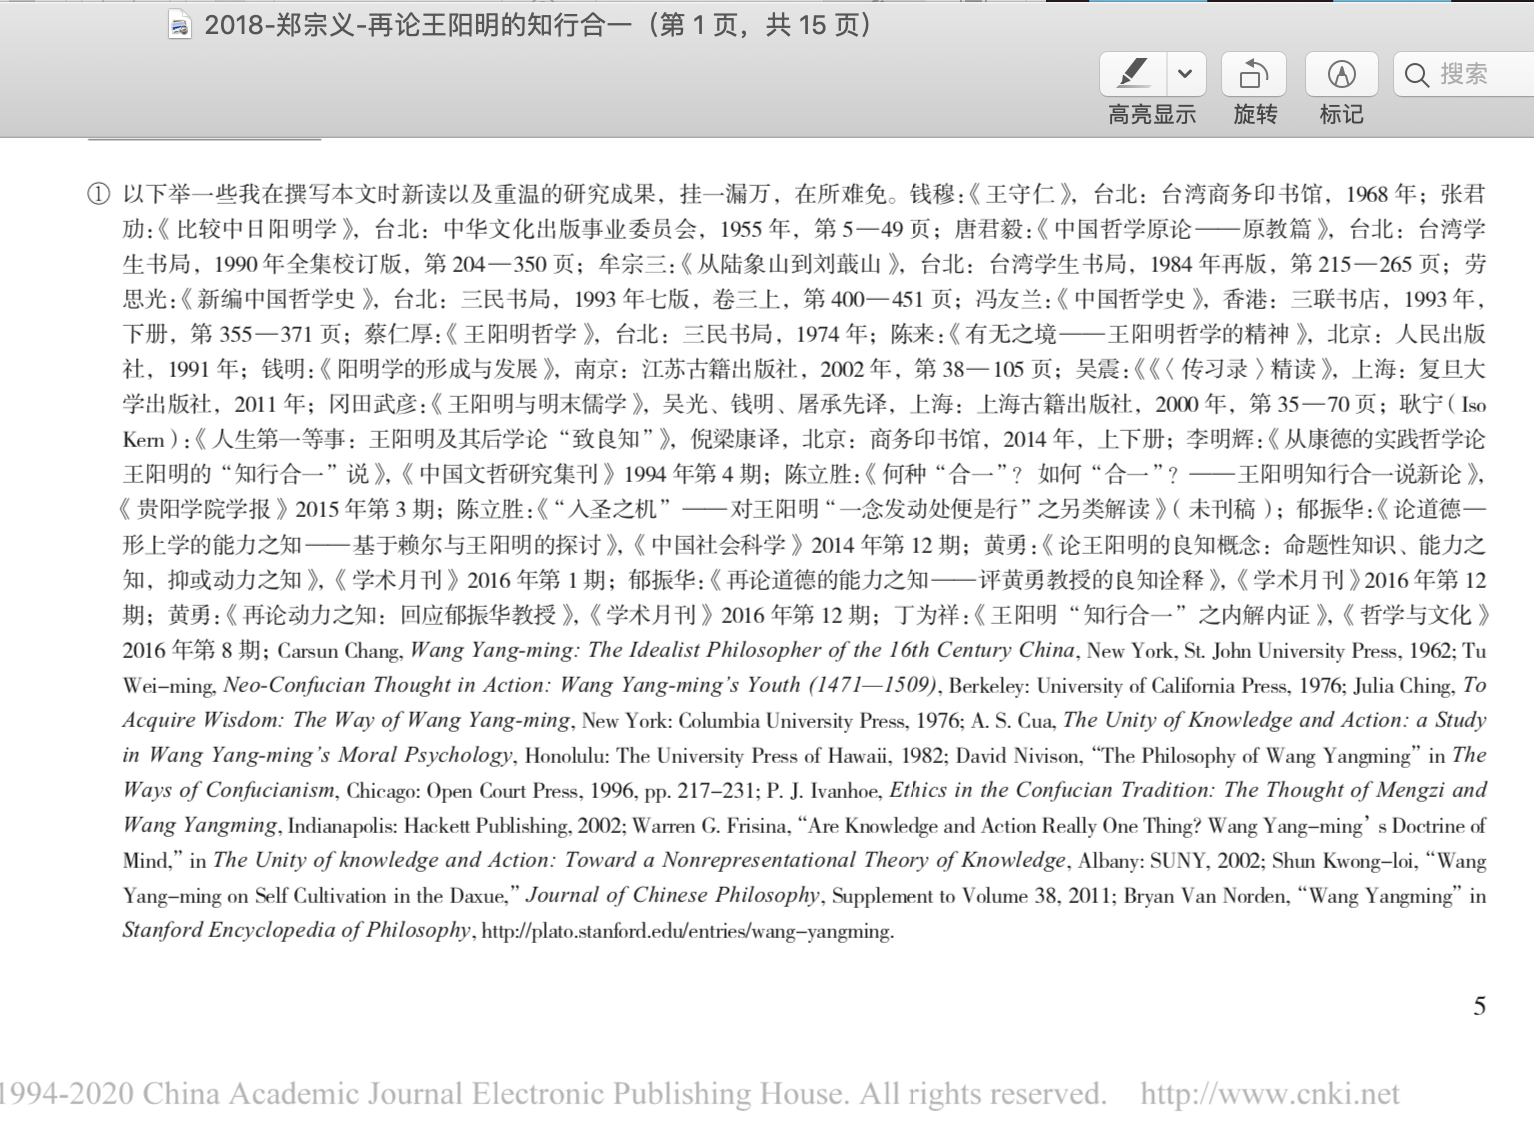 2018-郑宗义-再论王阳明的知行合一（第 1 页，共 15 页）
高亮显示
旋转
标记
搜索
① 以下举一些我在撰写本文时新读以及重温的研究成果，挂一漏万，在所难免。钱穆：《王守仁》，台北：台湾商务印书馆，1968 年；张君
劢：《比较中日阳明学》，台北：中华文化出版事业委员会，1955 年，第 5—49 页；唐君毅：《中国哲学原论——原教篇》，台北：台湾学
生书局，1990 年全集校订版，第 204—350 页；牟宗三：《从陆象山到刘蕺山》，台北：台湾学生书局，1984 年再版，第 215—265 页；劳
思光：《新编中国哲学史》，台北：三民书局，1993 年七版，卷三上，第 400—451 页；冯友兰：《中国哲学史》，香港：三联书店，1993 年，
下册，第 355—371 页；蔡仁厚：《王阳明哲学》，台北：三民书局，1974 年；陈来：《有无之境——王阳明哲学的精神》，北京：人民出版
社，1991 年；钱明：《阳明学的形成与发展》，南京：江苏古籍出版社，2002 年，第 38—105 页；吴震：《《〈传习录〉精读》，上海：复旦大
学出版社，2011 年；冈田武彦：《王阳明与明末儒学》，吴光、钱明、屠承先译，上海：上海古籍出版社，2000 年，第 35—70 页；耿宁（Iso
Kern）：《人生第一等事：王阳明及其后学论“致良知”》，倪梁康译，北京：商务印书馆，2014 年，上下册；李明辉：《从康德的实践哲学论
王阳明的“知行合一”说》，《中国文哲研究集刊》1994 年第 4 期；陈立胜：《何种“合一”？如何“合一”？——王阳明知行合一说新论》，
《贵阳学院学报》2015 年第 3 期；陈立胜：《“入圣之机”——对王阳明“一念发动处便是行”之另类解读》（未刊稿）；郁振华：《论道德—
形上学的能力之知——基于赖尔与王阳明的探讨》，《中国社会科学》2014 年第 12 期；黄勇：《论王阳明的良知概念：命题性知识、能力之
知，抑或动力之知》，《学术月刊》2016 年第 1 期；郁振华：《再论道德的能力之知——评黄勇教授的良知诠释》，《学术月刊》2016 年第 12
期；黄勇：《再论动力之知：回应郁振华教授》，《学术月刊》2016 年第 12 期；丁为祥：《王阳明“知行合一”之内解内证》，《哲学与文化》
2016 年第 8 期；Carsun Chang, Wang Yang-ming: The Idealist Philosopher of the 16th Century China, New York, St. John University Press, 1962; Tu
Wei-ming, Neo-Confucian Thought in Action: Wang Yang-ming's Youth (1471—1509), Berkeley: University of California Press, 1976; Julia Ching, To
Acquire Wisdom: The Way of Wang Yang-ming, New York: Columbia University Press, 1976; A. S. Cua, The Unity of Knowledge and Action: a Study
in Wang Yang-ming's Moral Psychology, Honolulu: The University Press of Hawaii, 1982; David Nivison, “The Philosophy of Wang Yangming” in The
Ways of Confucianism, Chicago: Open Court Press, 1996, pp. 217-231; P. J. Ivanhoe, Ethics in the Confucian Tradition: The Thought of Mengzi and
Wang Yangming, Indianapolis: Hackett Publishing, 2002; Warren G. Frisina, “Are Knowledge and Action Really One Thing? Wang Yang-ming’ s Doctrine of
Mind,” in The Unity of knowledge and Action: Toward a Nonrepresentational Theory of Knowledge, Albany: SUNY, 2002; Shun Kwong-loi, “Wang
Yang-ming on Self Cultivation in the Daxue,” Journal of Chinese Philosophy, Supplement to Volume 38, 2011; Bryan Van Norden, “Wang Yangming” in
Stanford Encyclopedia of Philosophy, http://plato.stanford.edu/entries/wang-yangming.
5
1994-2020 China Academic Journal Electronic Publishing House. All rights reserved. http://www.cnki.net